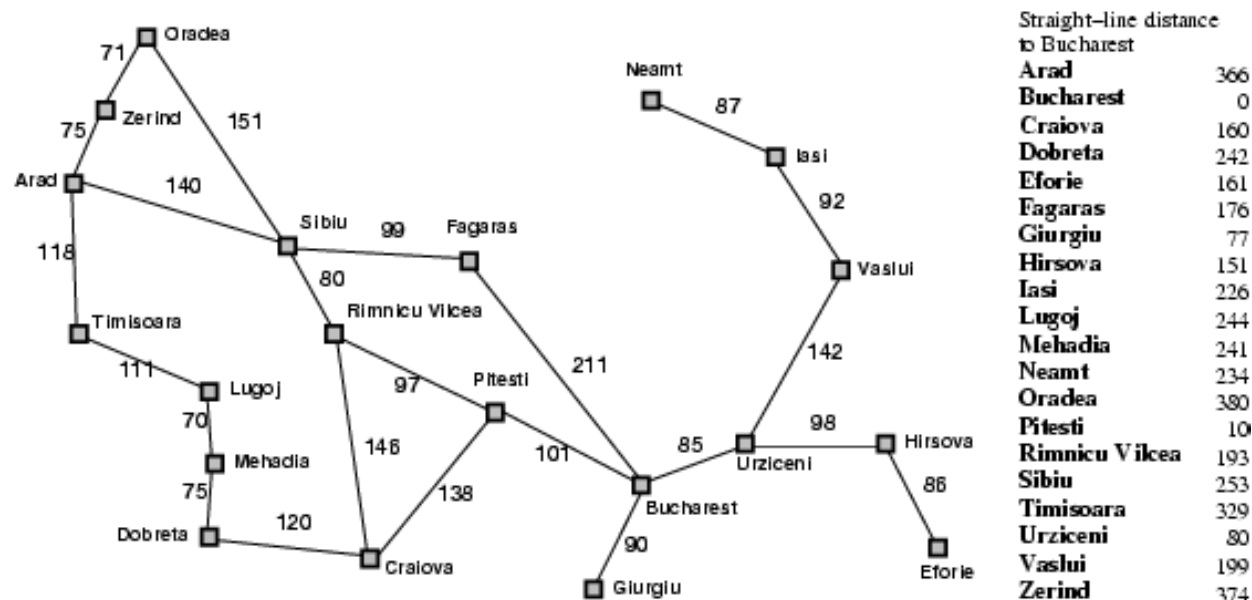 Oradea
71
Neamt
87
Zerind
151
75
Iasi
Arad
140
92
Sibiu
99
Fagaras
118
80
Vaslui
Timisoara
Rimnicu Vilcea
111
Lugoj
97
Pitesti
211
142
70
98
Hirsova
146
101
85
Urziceni
Mehadia
75
138
86
Bucharest
Dobreta
120
90
Craiova
Giurgiu
Eforie
Straight-line distance
to Bucharest
Arad 366
Bucharest 0
Craiova 160
Dobreta 242
Eforie 161
Fagaras 176
Giurgiu 77
Hirsova 151
Iasi 226
Lugoj 244
Mehadia 241
Neamt 234
Oradea 380
Pitesti 10
Rimnicu Vilcea 193
Sibiu 253
Timisoara 329
Urziceni 80
Vaslui 199
Zerind 374